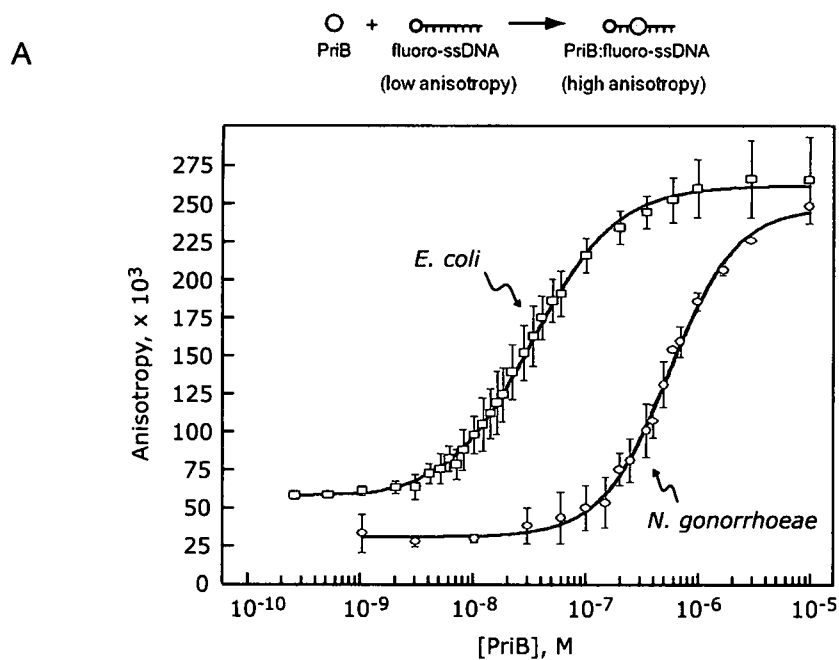 A
+
PriB fluoro-ssDNA PriB:fluoro-ssDNA
(low anisotropy) (high anisotropy)
Anisotropy, x 10³
275
250
225
200
175
150
125
100
75
50
25
0
E. coli
N. gonorrhoeae
10⁻¹⁰ 10⁻⁹ 10⁻⁸ 10⁻⁷ 10⁻⁶ 10⁻⁵
[PriB], M